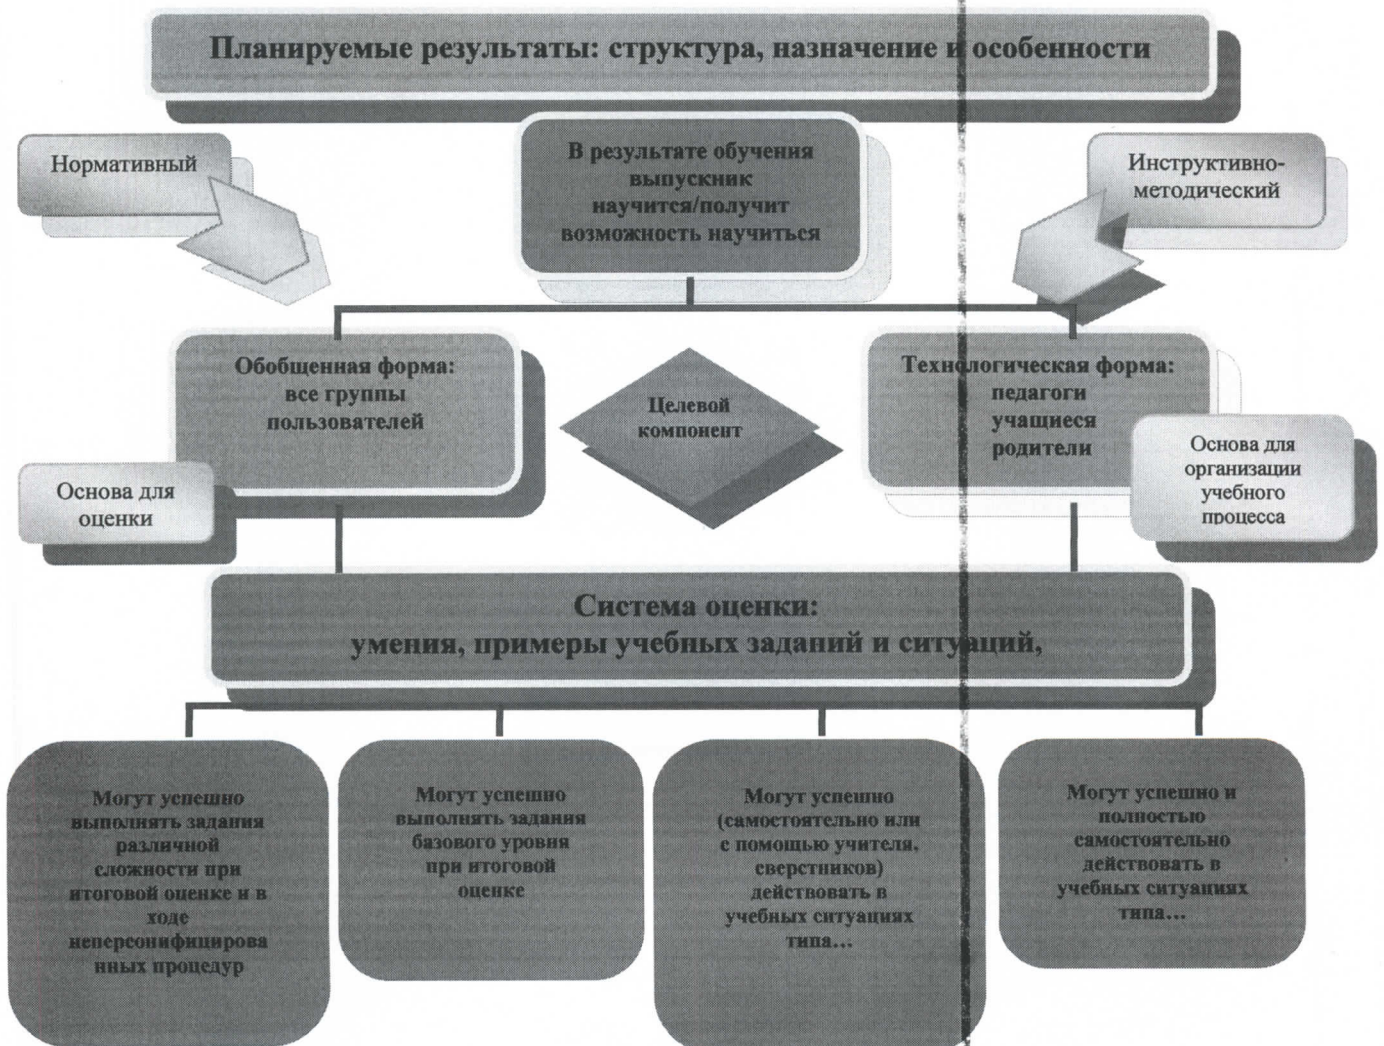 Планируемые результаты: структура, назначение и особенности
Нормативный
В результате обучения
выпускник
научится/получит
возможность научиться
Инструктивно-
методический
Обобщенная форма:
все группы
пользователей
Целевой
компонент
Технологическая форма:
педагоги
учащиеся
родители
Основа для
оценки
Основа для
организации
учебного
процесса
Система оценки:
умения, примеры учебных заданий и ситуаций,
Могут успешно
выполнять задания
различной
сложности при
итоговой оценке и в
ходе
неперсонифицирова
нных процедур
Могут успешно
выполнять задания
базового уровня
при итоговой
оценке
Могут успешно
(самостоятельно или
с помощью учителя,
сверстников)
действовать в
учебных ситуациях
типа...
Могут успешно и
полностью
самостоятельно
действовать в
учебных ситуациях
типа...